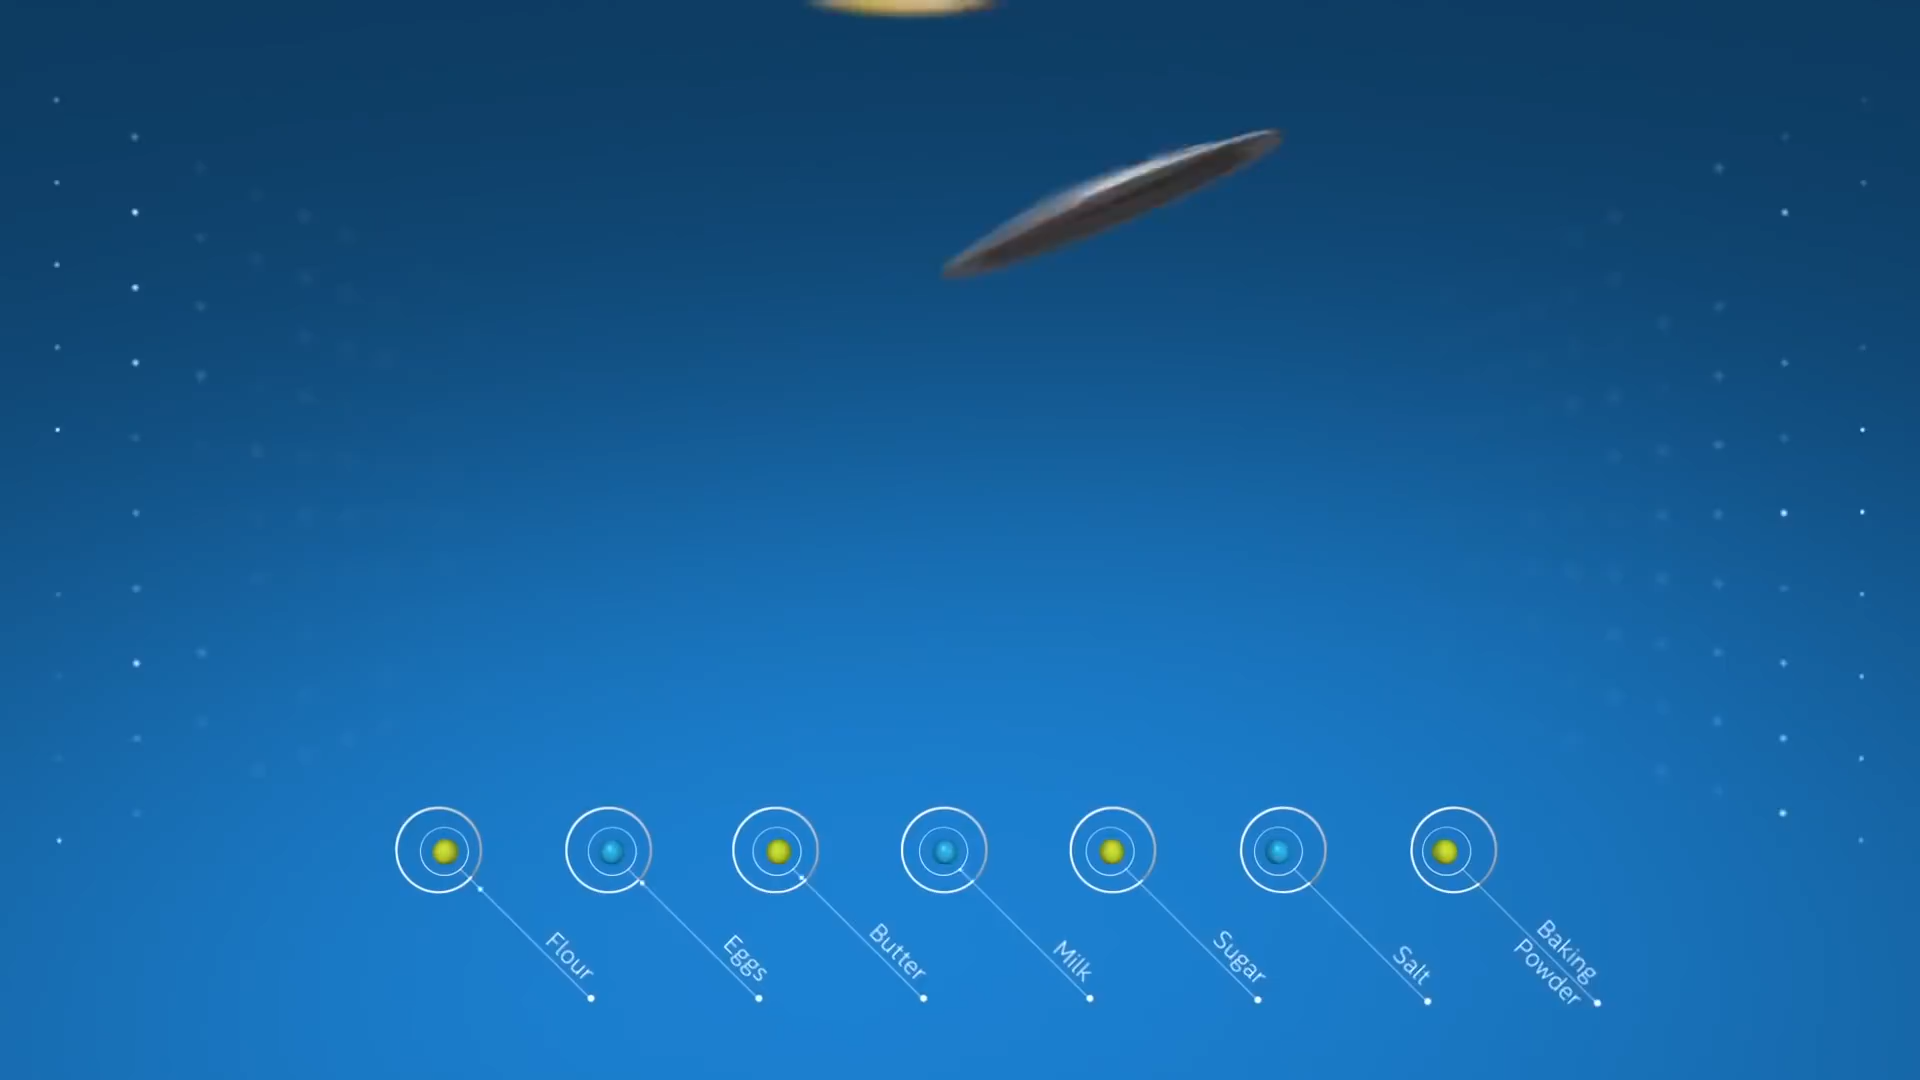 Flour
Eggs
Butter
Milk
Sugar
Salt
Baking
Powder